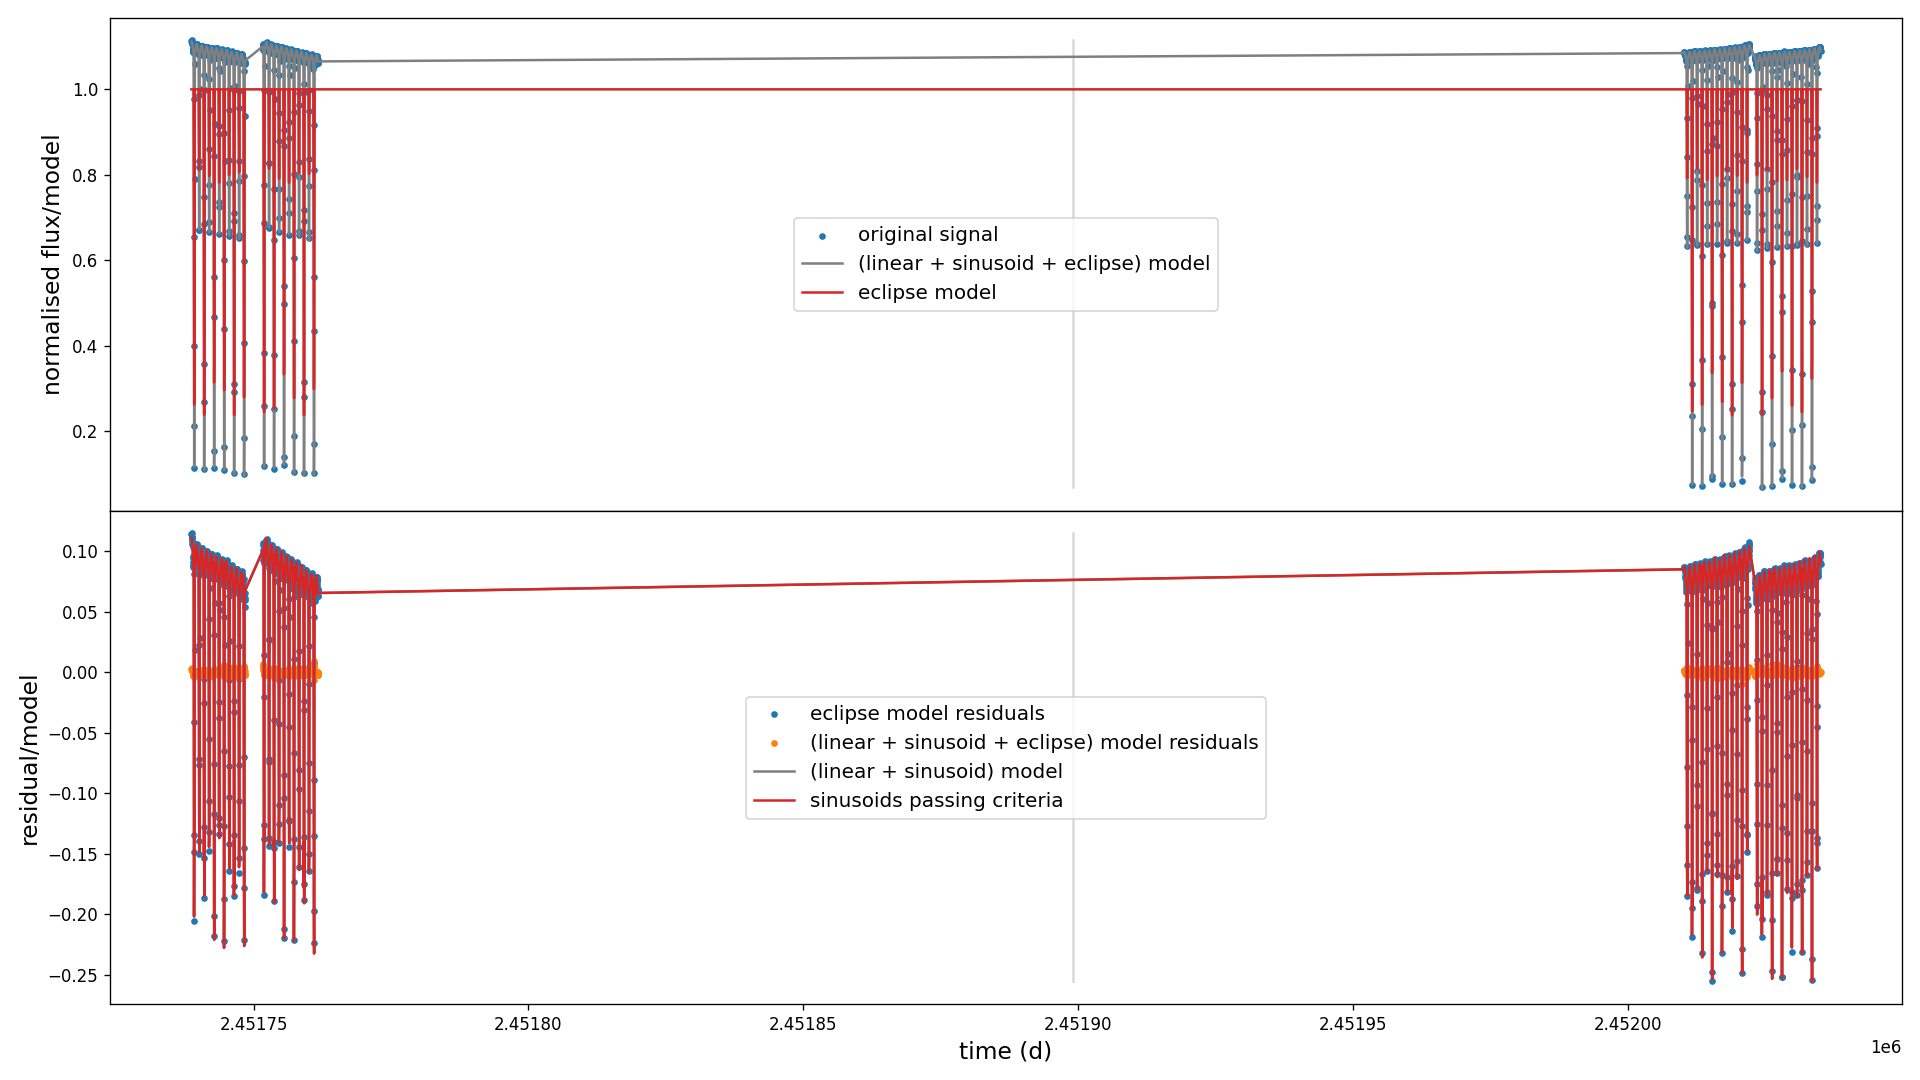 normalised flux/model
1.0
0.8
0.6
0.4
0.2
original signal
(linear + sinusoid + eclipse) model
eclipse model
residual/model
0.10
0.05
0.00
−0.05
−0.10
−0.15
−0.20
−0.25
eclipse model residuals
(linear + sinusoid + eclipse) model residuals
(linear + sinusoid) model
sinusoids passing criteria
2.45175 2.45180 2.45185 2.45190 2.45195 2.45200
1e6
time (d)